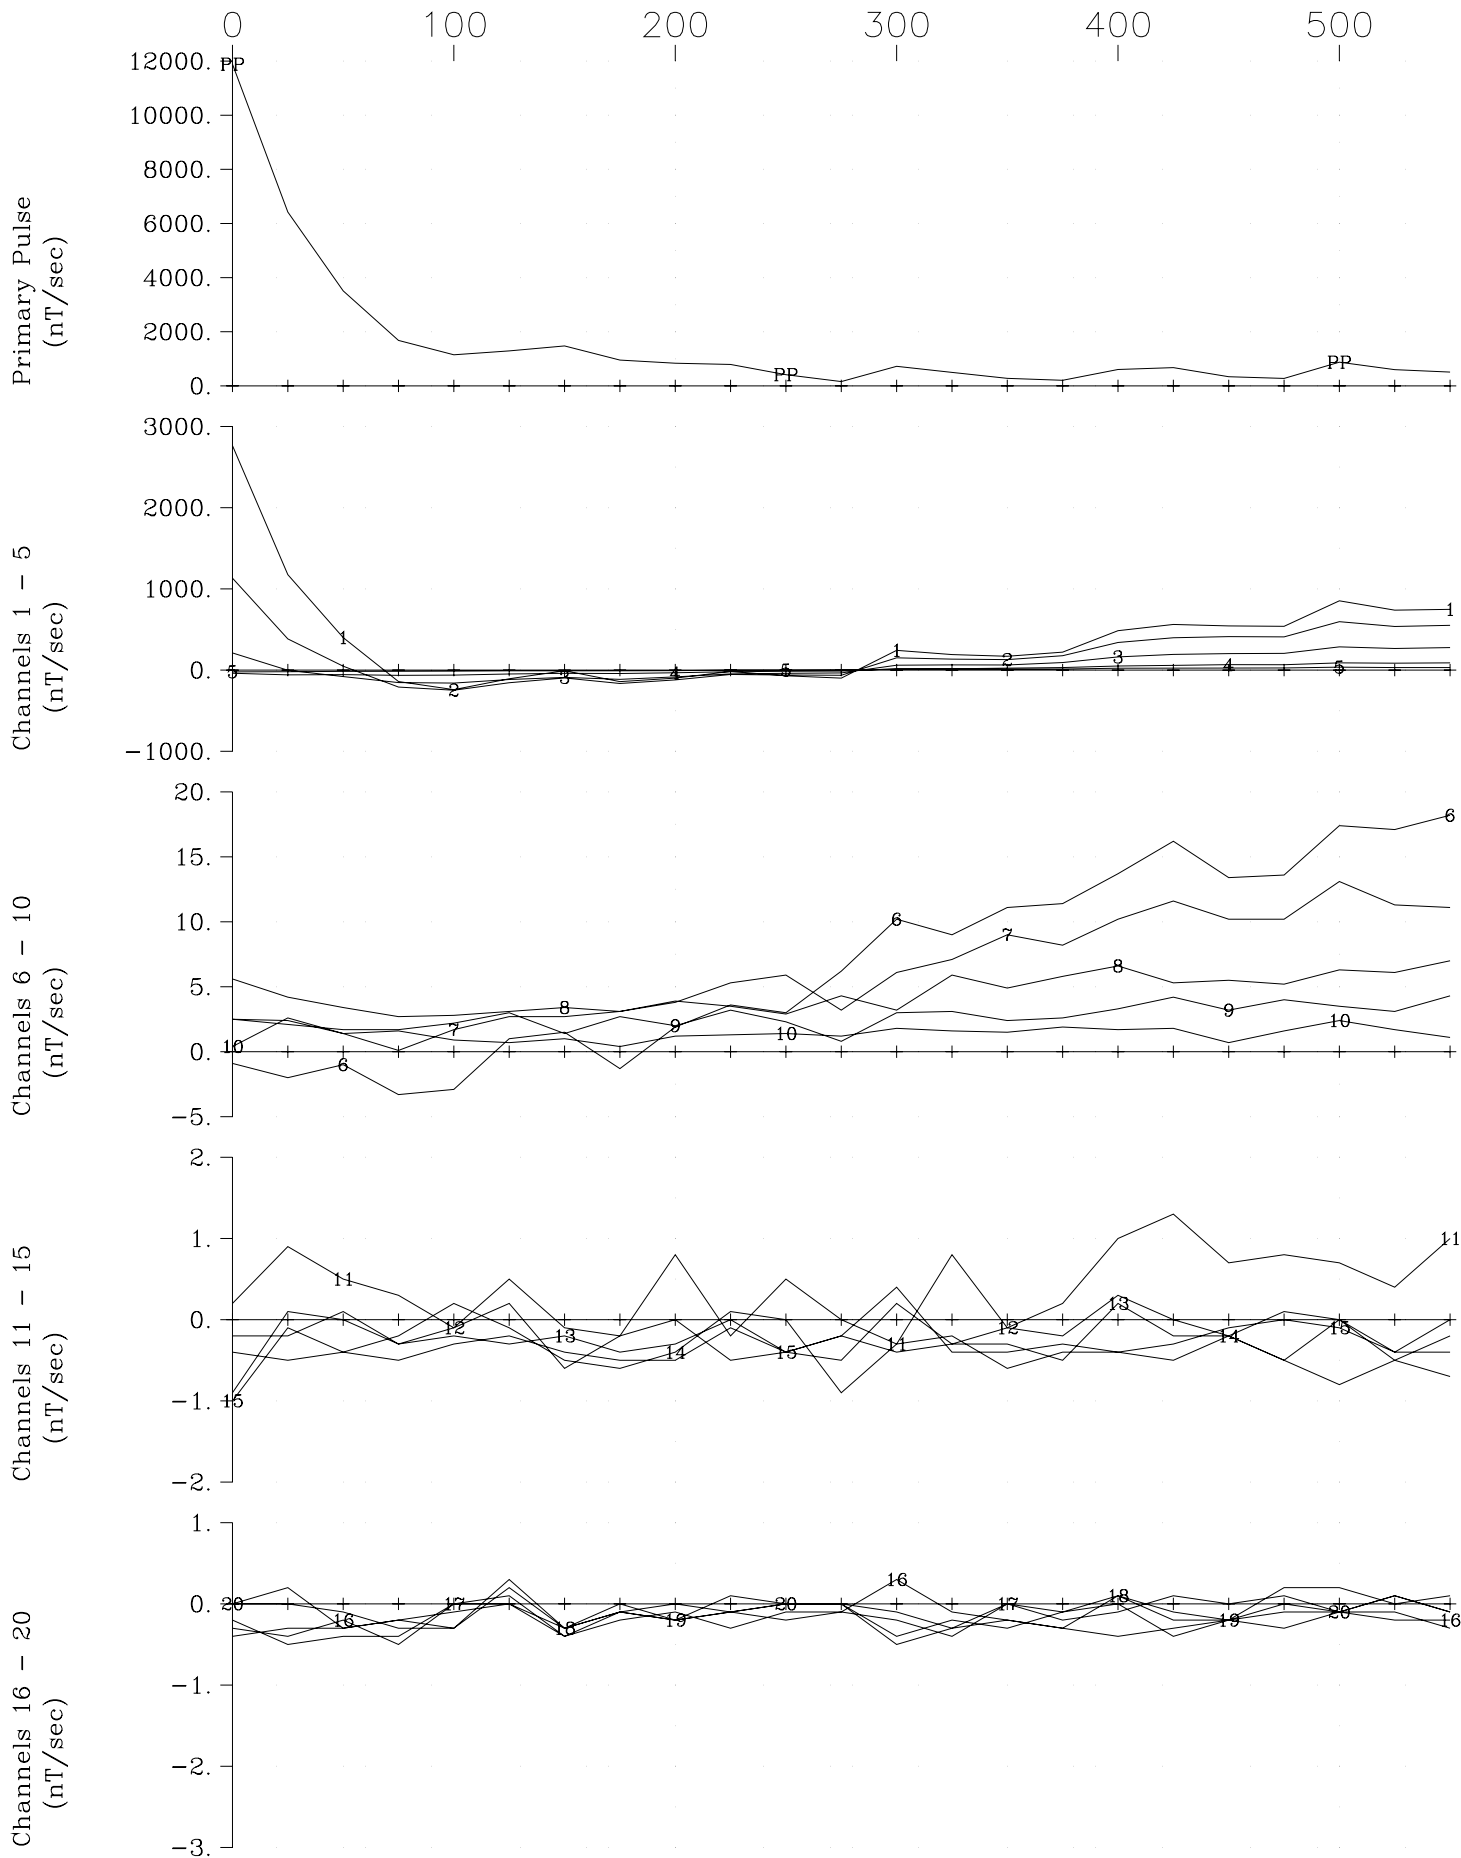 0 100 200 300 400 500
12000.
10000.
8000.
6000.
4000.
2000.
0.
Primary Pulse
(nT/sec)
PP PP PP
3000.
2000.
1000.
0.
-1000.
Channels 1 - 5
(nT/sec)
1 1 1
5 2 3 4 5 2 3 4 5
20.
15.
10.
5.
0.
-5.
Channels 6 - 10
(nT/sec)
10 6 7 8 9 10 6 7 8 9 10 6
2.
1.
0.
-1.
-2.
Channels 11 - 15
(nT/sec)
15 11 12 13 14 15 11 12 13 14 15 11
1.
0.
-1.
-2.
-3.
Channels 16 - 20
(nT/sec)
20 16 17 18 19 20 16 17 18 19 20 16